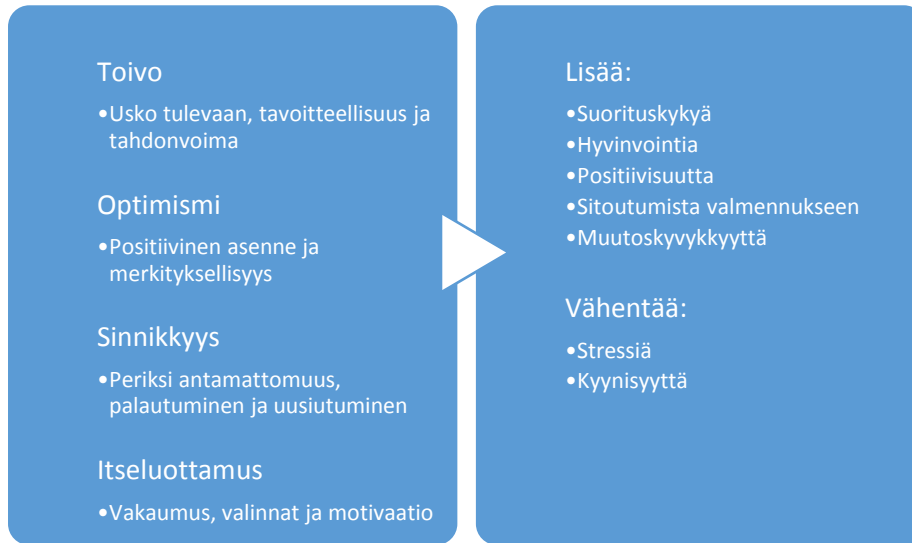 Toivo
•Usko tulevaan, tavoitteellisuus ja
tahdonvoima
Optimismi
•Positiivinen asenne ja
merkityksellisyys
Sinnikkyys
•Periksi antamattomuus,
palautuminen ja uusiutuminen
Itseluottamus
•Vakaumus, valinnat ja motivaatio
Lisää:
•Suorituskykyä
•Hyvinvointia
•Positiivisuutta
•Sitoutumista valmennukseen
•Muutoskyvykkyyttä
Vähentää:
•Stressiä
•Kyynisyyttä